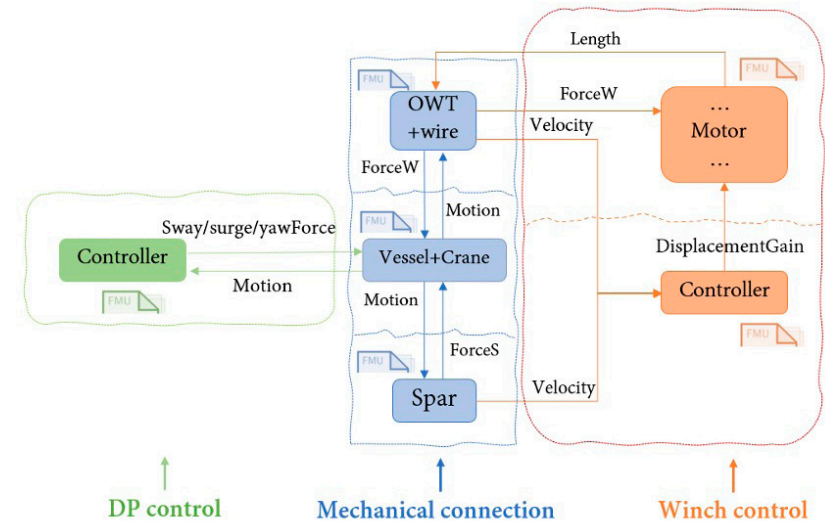 Length
FMU
FMU
OWT
+wire
ForceW
...
Motor
...
Velocity
ForceW
Motion
Sway/surge/yawForce
FMU
Controller
Vessel+Crane
DisplacementGain
Motion
Motion
Controller
FMU
ForceS
FMU
FMU
Spar
Velocity
DP control
Mechanical connection
Winch control